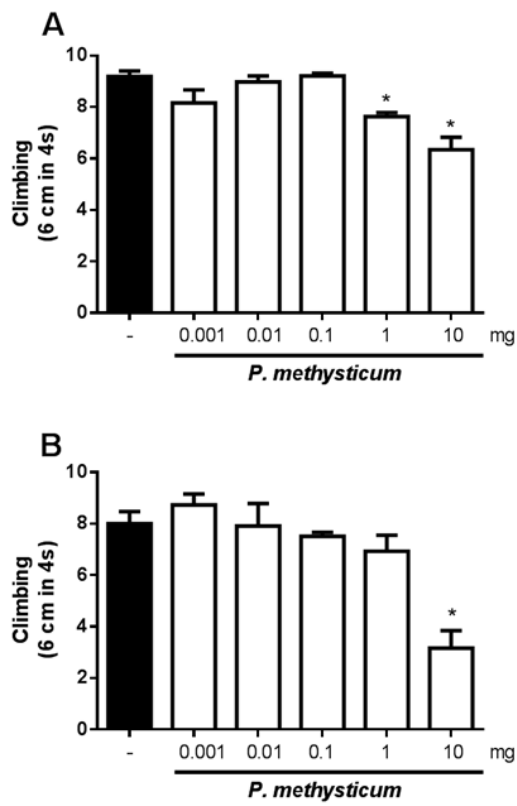 A
10
8
6
4
2
0
Climbing
(6 cm in 4s)
* *
- 0.001 0.01 0.1 1 10 mg
P. methysticum
B
10
8
6
4
2
0
Climbing
(6 cm in 4s)
*
- 0.001 0.01 0.1 1 10 mg
P. methysticum